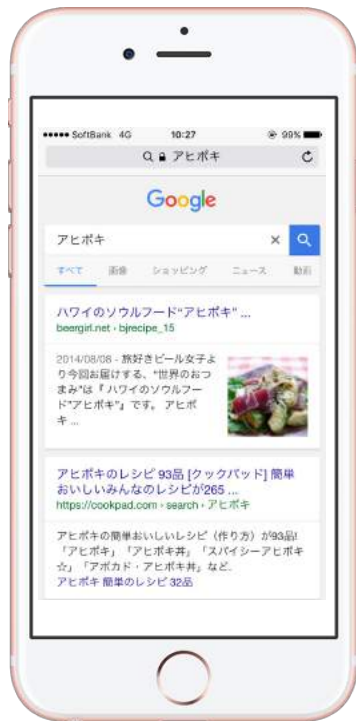 ●●●●● SoftBank 4G 10:27 99%
アヒポキ
Google
アヒポキ ×
すべて 画像 ショッピング ニュース 動画
ハワイのソウルフード“アヒポキ" ...
beergirl.net › bjrecipe_15
2014/08/08 - 旅好きビール女子よ
り今回お届けする、“世界のおつ
まみ"は『 ハワイのソウルフー
ド"アヒポキ"』です。 アヒポ
キ ...
アヒポキのレシピ 93品 [クックパッド] 簡単
おいしいみんなのレシピが265 ...
https://cookpad.com › search › アヒポキ
アヒポキの簡単おいしいレシピ（作り方）が93品!
「アヒポキ」「アヒポキ丼」「スパイシーアヒポキ
☆」「アボカド・アヒポキ丼」など.
アヒポキ 簡単のレシピ 32品